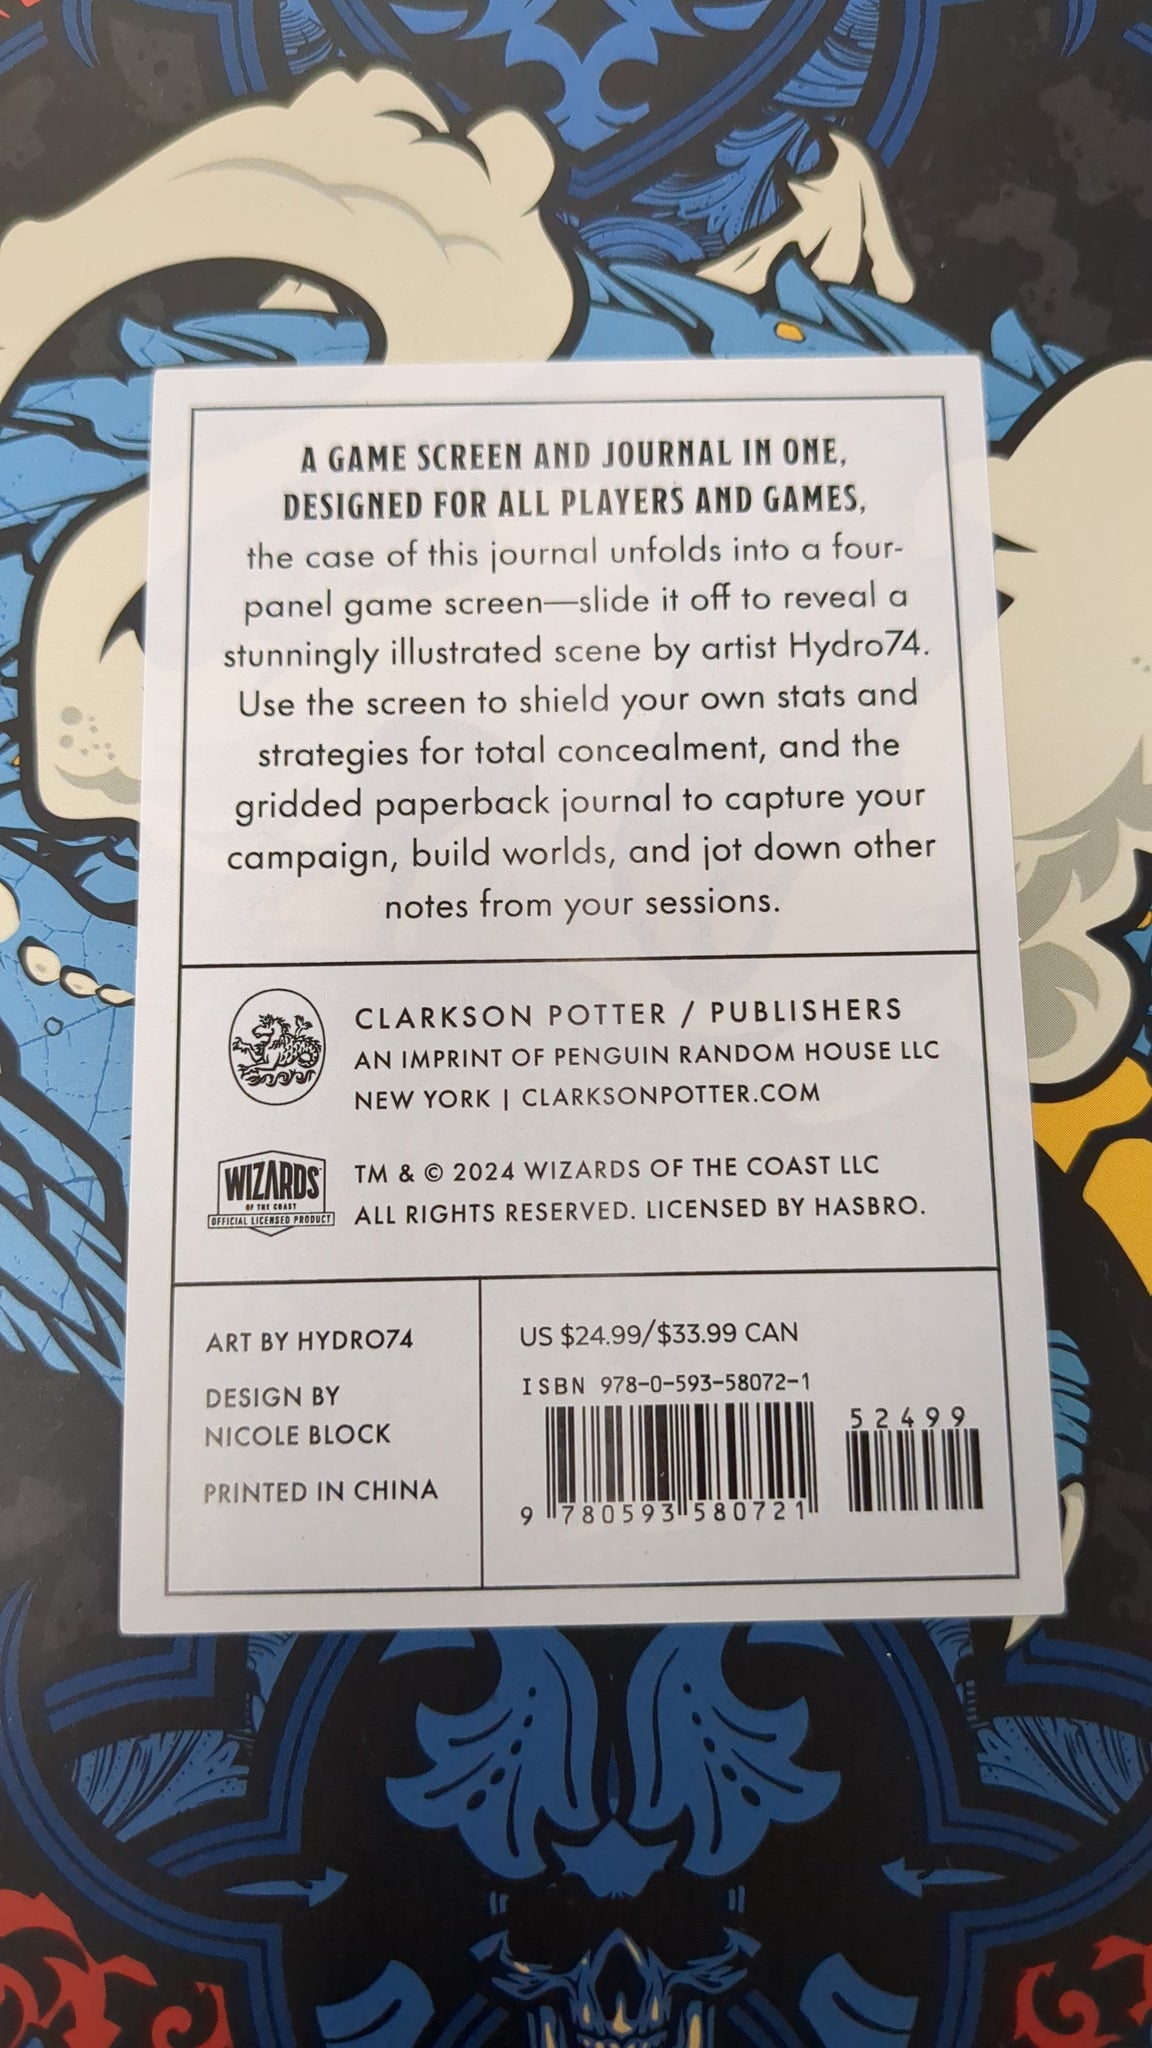 A GAME SCREEN AND JOURNAL IN ONE,
DESIGNED FOR ALL PLAYERS AND GAMES,
the case of this journal unfolds into a four-
panel game screen—slide it off to reveal a
stunningly illustrated scene by artist Hydro74.
Use the screen to shield your own stats and
strategies for total concealment, and the
gridded paperback journal to capture your
campaign, build worlds, and jot down other
notes from your sessions.
CLARKSON POTTER / PUBLISHERS
AN IMPRINT OF PENGUIN RANDOM HOUSE LLC
NEW YORK | CLARKSONPOTTER.COM
WIZARDS
OF THE COAST
OFFICIAL LICENSED PRODUCT
TM & © 2024 WIZARDS OF THE COAST LLC
ALL RIGHTS RESERVED. LICENSED BY HASBRO.
ART BY HYDRO74
DESIGN BY
NICOLE BLOCK
PRINTED IN CHINA
US $24.99/$33.99 CAN
ISBN 978-0-593-58072-1
52499
9 780593 580721